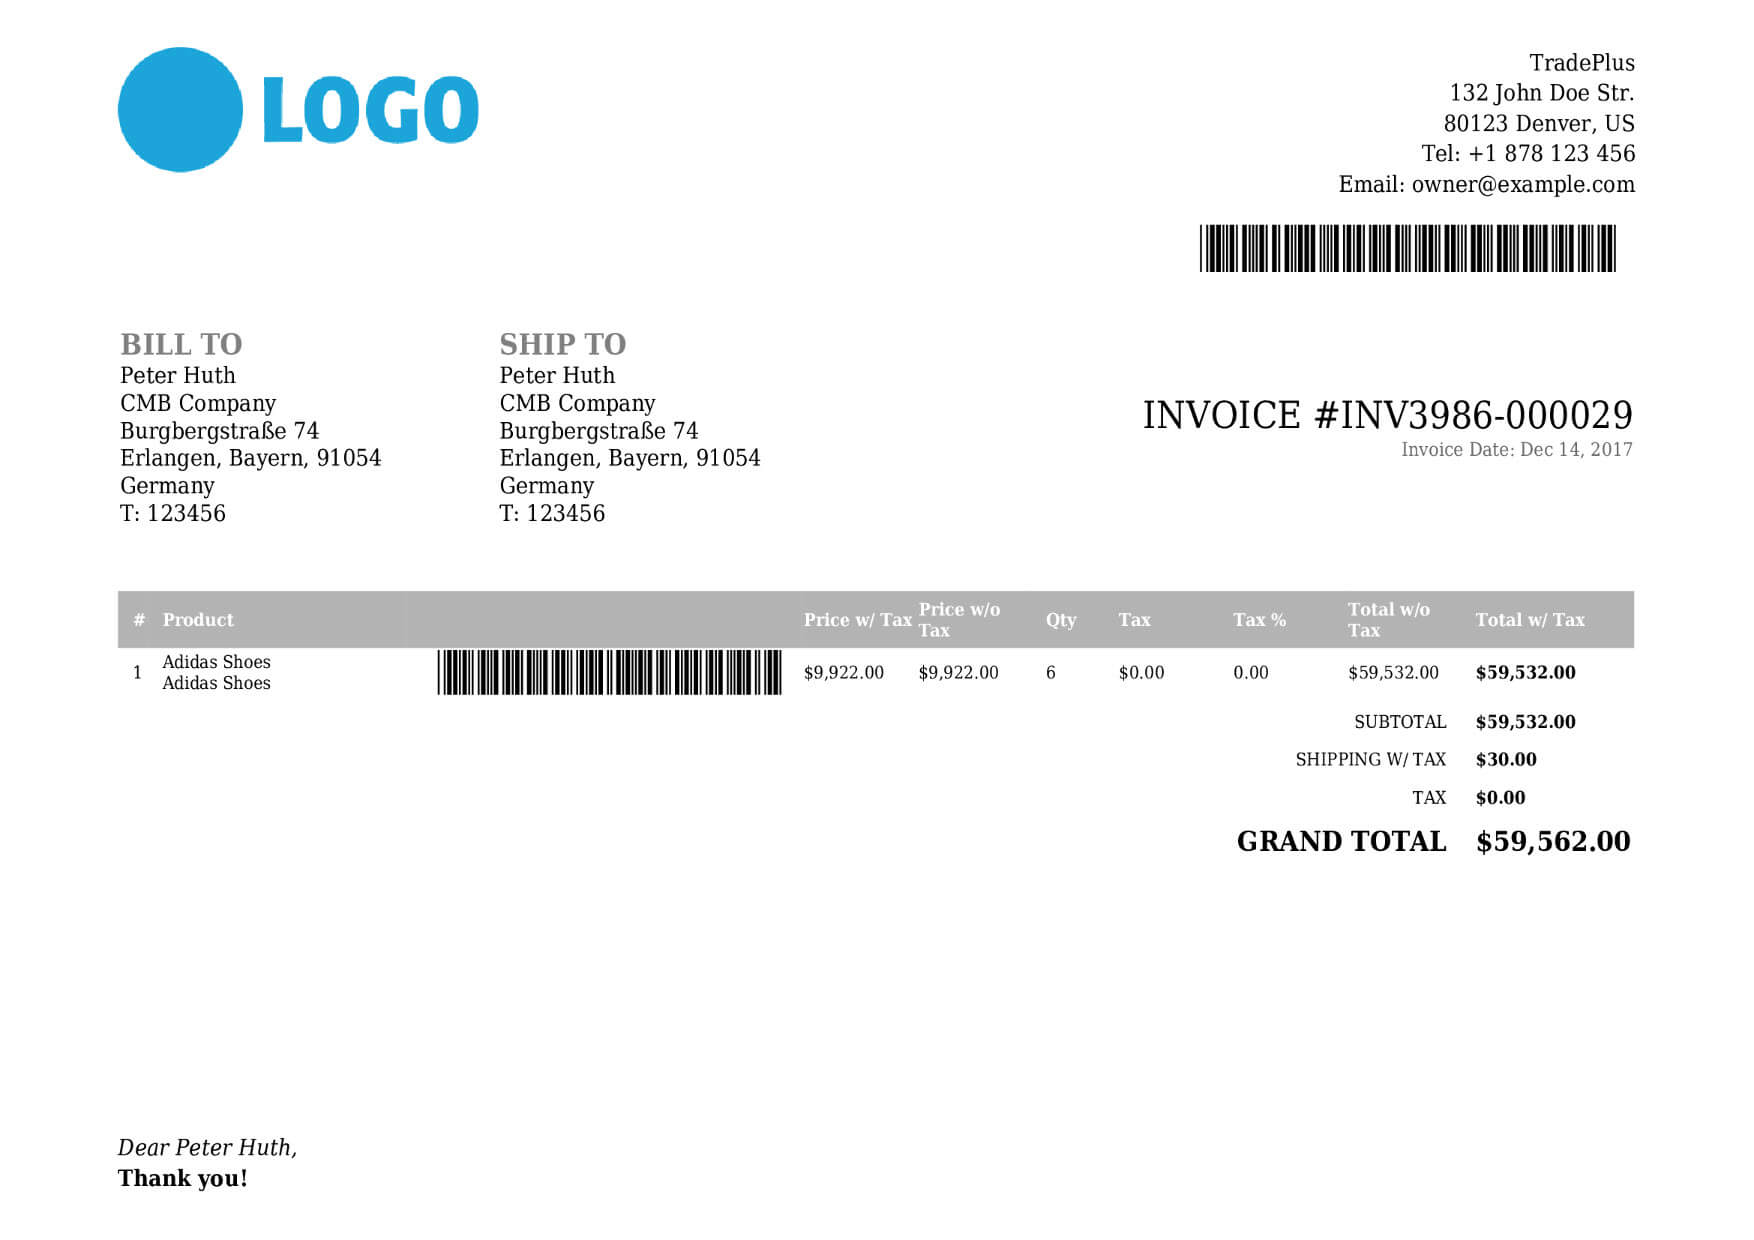 LOGO
TradePlus
132 John Doe Str.
80123 Denver, US
Tel: +1 878 123 456
Email: owner@example.com
BILL TO
Peter Huth
CMB Company
Burgbergstraße 74
Erlangen, Bayern, 91054
Germany
T: 123456
SHIP TO
Peter Huth
CMB Company
Burgbergstraße 74
Erlangen, Bayern, 91054
Germany
T: 123456
INVOICE #INV3986-000029
Invoice Date: Dec 14, 2017
# Product Price w/ Tax Price w/o Tax Qty Tax Tax % Total w/o Tax Total w/ Tax
1 Adidas Shoes $9,922.00 $9,922.00 6 $0.00 0.00 $59,532.00 $59,532.00
Adidas Shoes
SUBTOTAL $59,532.00
SHIPPING W/ TAX $30.00
TAX $0.00
GRAND TOTAL $59,562.00
Dear Peter Huth,
Thank you!